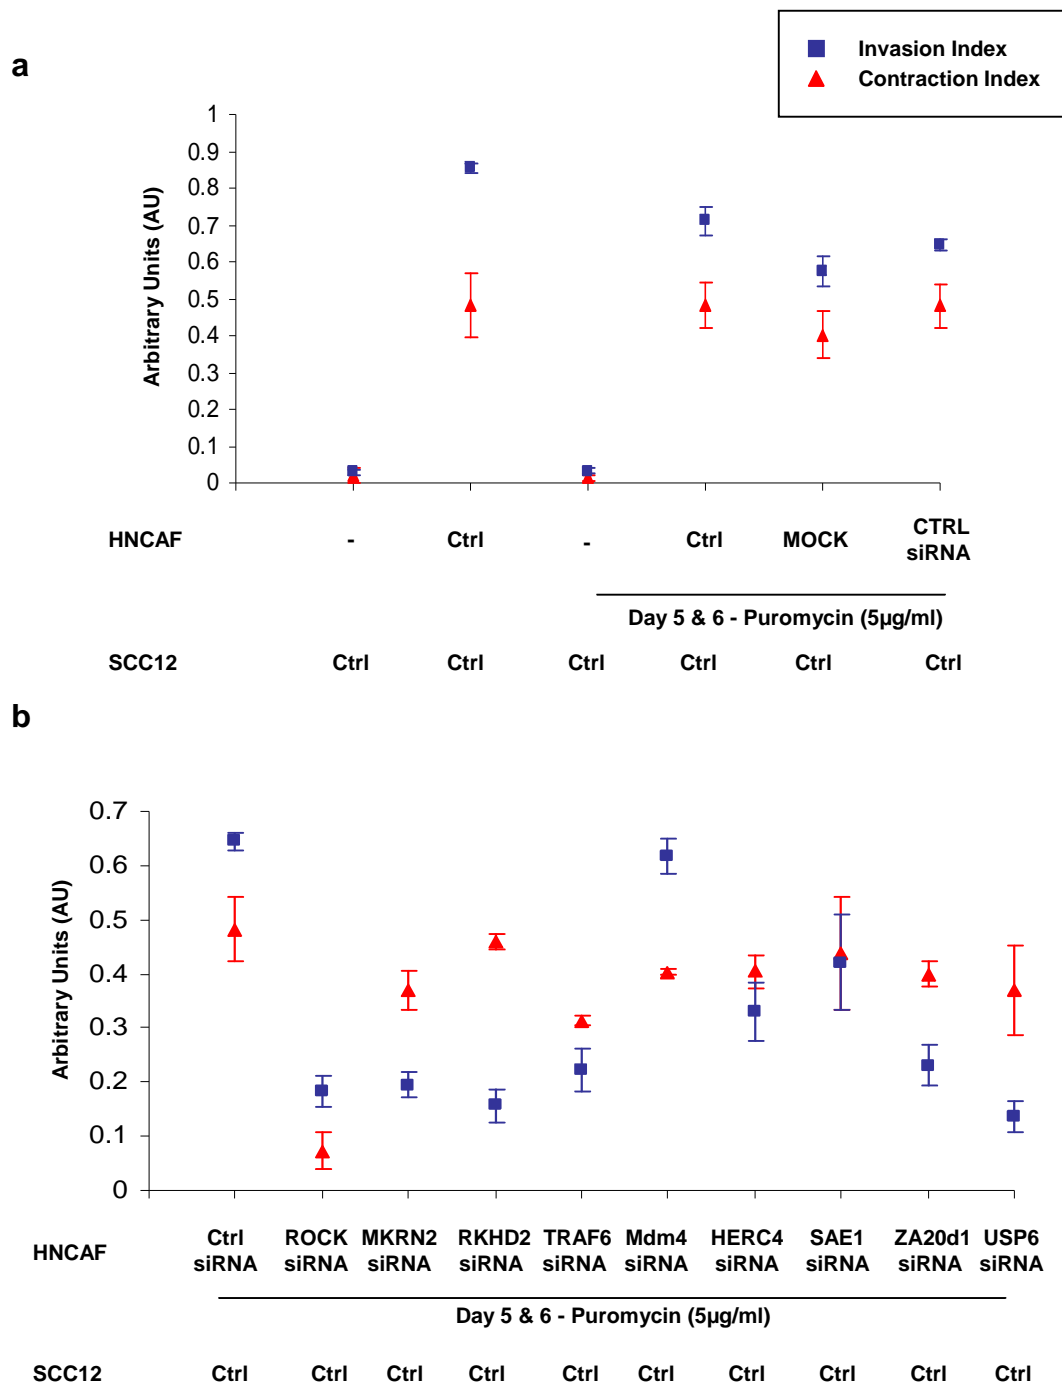 Invasion Index
Contraction Index
a
1
0.9
0.8
0.7
0.6
0.5
0.4
0.3
0.2
0.1
0
Arbitrary Units (AU)
HNCAF - Ctrl - Ctrl MOCK CTRL siRNA
Day 5 & 6 - Puromycin (5µg/ml)
SCC12 Ctrl Ctrl Ctrl Ctrl Ctrl Ctrl
b
0.7
0.6
0.5
0.4
0.3
0.2
0.1
0
Arbitrary Units (AU)
Ctrl ROCK MKRN2 RKHD2 TRAF6 Mdm4 HERC4 SAE1 ZA20d1 USP6
HNCAF siRNA siRNA siRNA siRNA siRNA siRNA siRNA siRNA siRNA siRNA
Day 5 & 6 - Puromycin (5µg/ml)
SCC12 Ctrl Ctrl Ctrl Ctrl Ctrl Ctrl Ctrl Ctrl Ctrl Ctrl